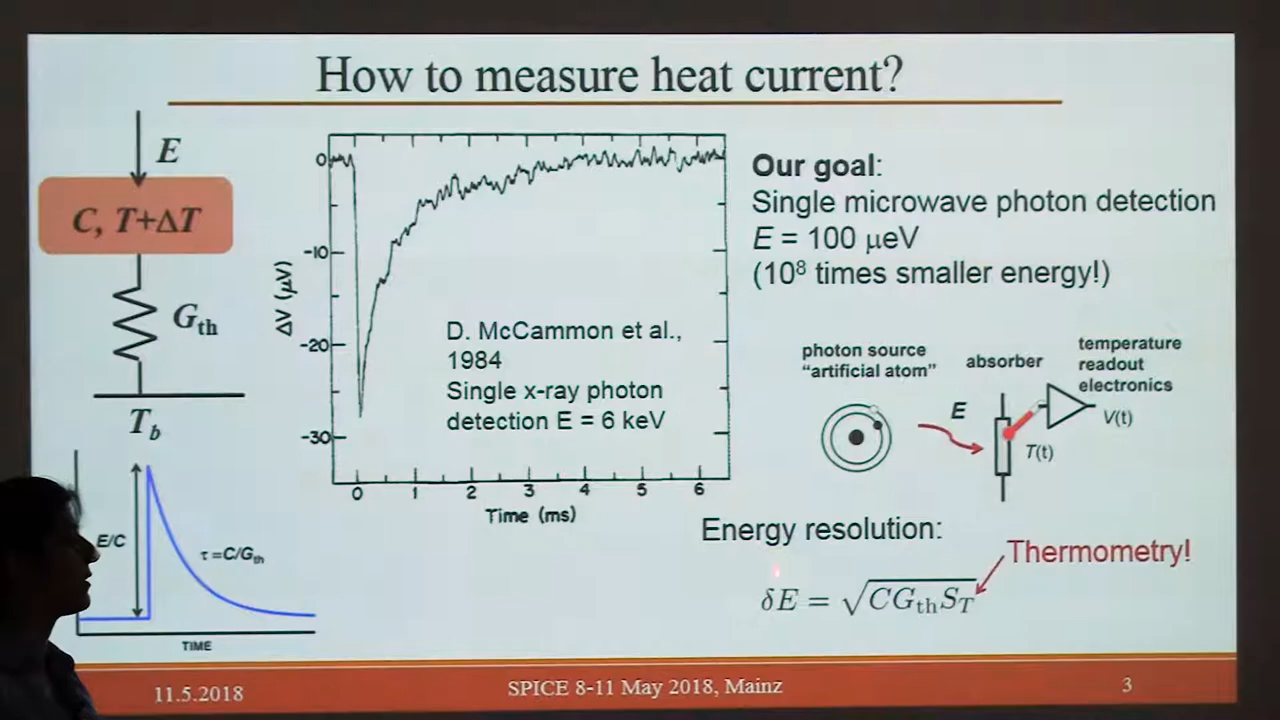 How to measure heat current?
E
C, T+ΔT
G_th
T_b
E/C
τ=C/G_th
TIME
0
-10
-20
-30
ΔV (μV)
0 1 2 3 4 5 6
Time (ms)
D. McCammon et al.,
1984
Single x-ray photon
detection E = 6 keV
Our goal:
Single microwave photon detection
E = 100 μeV
(10⁸ times smaller energy!)
photon source
"artificial atom"
E
absorber
T(t)
temperature
readout
electronics
V(t)
Energy resolution:
Thermometry!
δE = √CG_thS_T
11.5.2018
SPICE 8-11 May 2018, Mainz
3